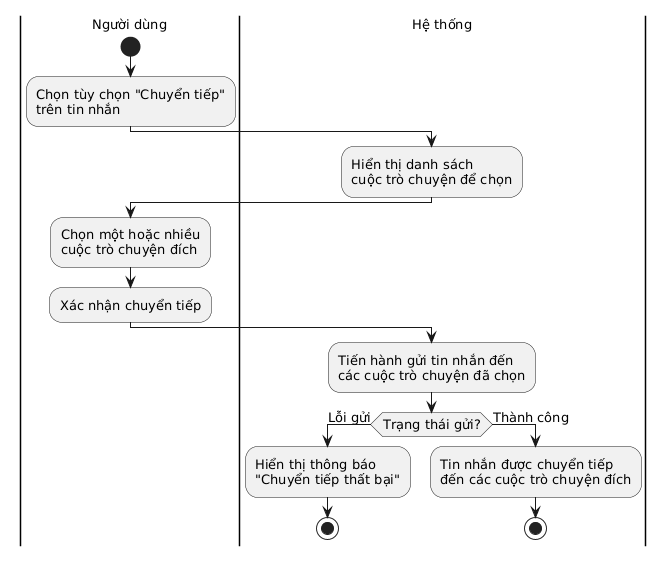 Người dùng
Hệ thống
Chọn tùy chọn "Chuyển tiếp"
trên tin nhắn
Hiển thị danh sách
cuộc trò chuyện để chọn
Chọn một hoặc nhiều
cuộc trò chuyện đích
Xác nhận chuyển tiếp
Tiến hành gửi tin nhắn đến
các cuộc trò chuyện đã chọn
Lỗi gửi
Trạng thái gửi?
Thành công
Hiển thị thông báo
"Chuyển tiếp thất bại"
Tin nhắn được chuyển tiếp
đến các cuộc trò chuyện đích